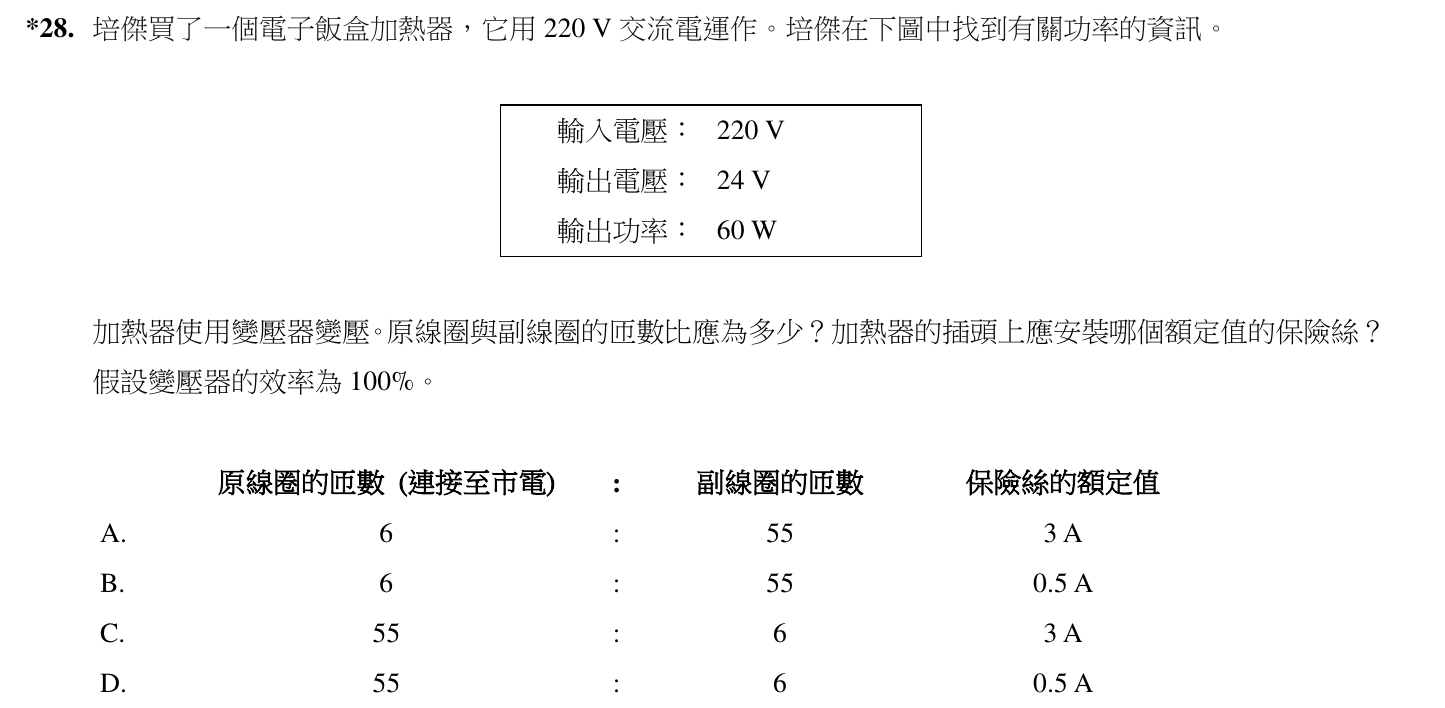 *28. 培傑買了一個電子飯盒加熱器，它用 220 V 交流電運作。培傑在下圖中找到有關功率的資訊。
輸入電壓： 220 V
輸出電壓： 24 V
輸出功率： 60 W
加熱器使用變壓器變壓。原線圈與副線圈的匝數比應為多少？加熱器的插頭上應安裝哪個額定值的保險絲？
假設變壓器的效率為 100%。
原線圈的匝數 (連接至市電) : 副線圈的匝數 保險絲的額定值
A. 6 : 55 3 A
B. 6 : 55 0.5 A
C. 55 : 6 3 A
D. 55 : 6 0.5 A